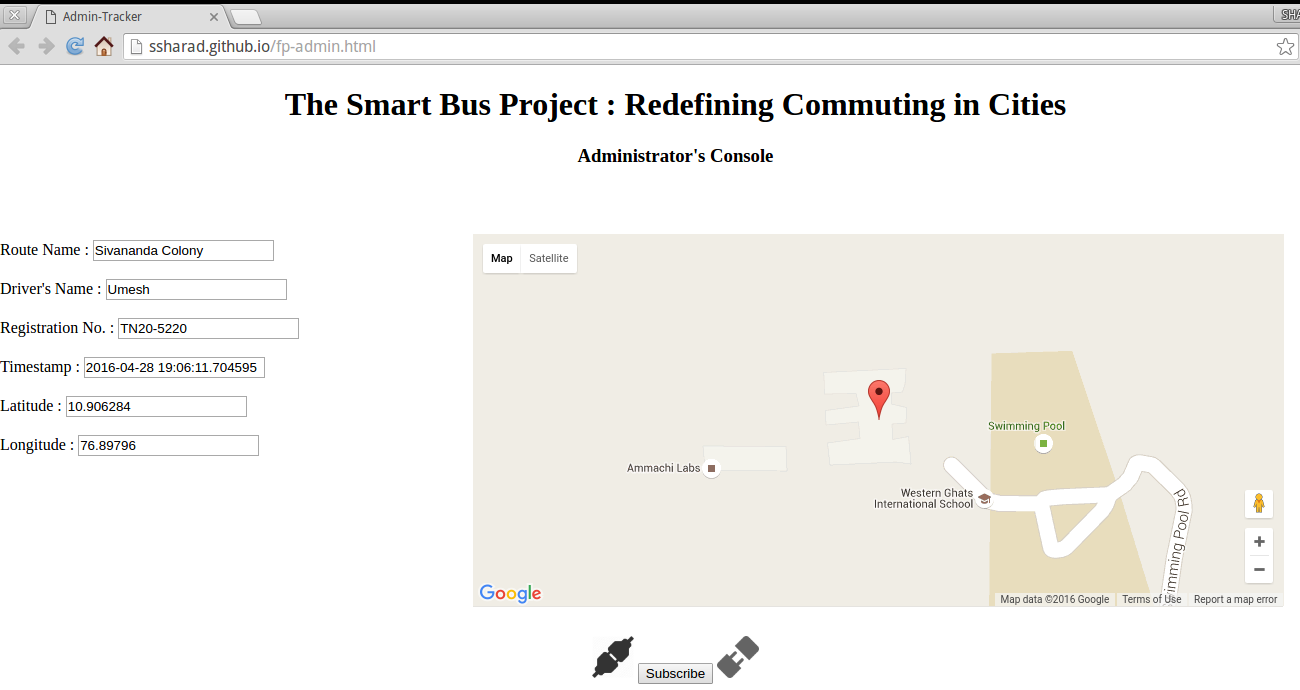 Admin-Tracker
ssharad.github.io/fp-admin.html
The Smart Bus Project : Redefining Commuting in Cities
Administrator's Console
Route Name : Sivananda Colony
Driver's Name : Umesh
Registration No. : TN20-5220
Timestamp : 2016-04-28 19:06:11.704595
Latitude : 10.906284
Longitude : 76.89796
Map Satellite
Swimming Pool
Ammachi Labs
Western Ghats
International School
Swimming Pool Rd
Google
Map data ©2016 Google Terms of Use Report a map error
Subscribe